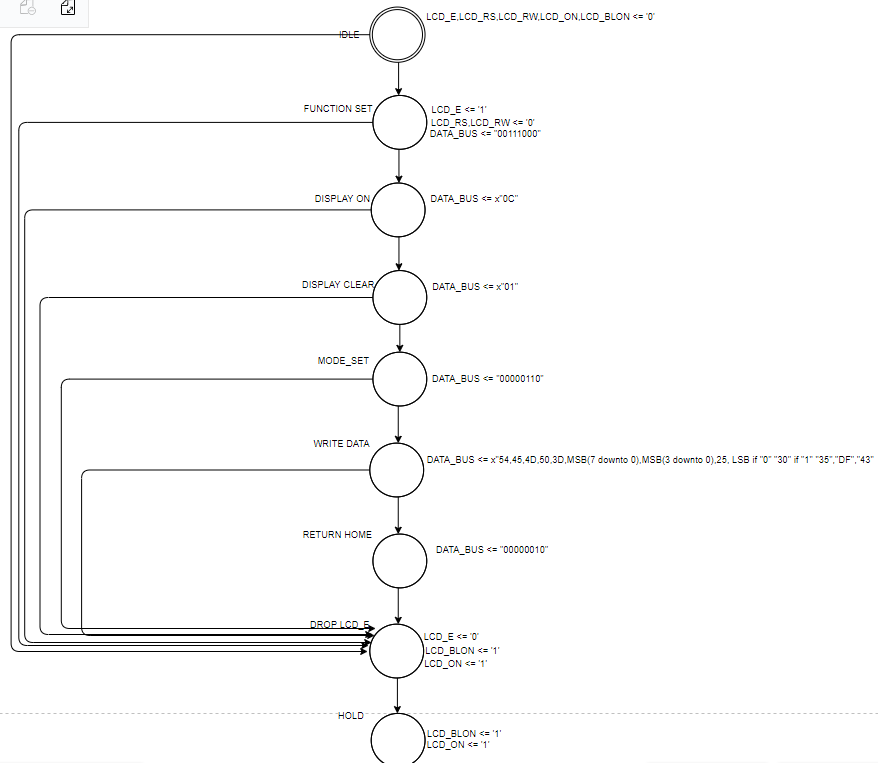 LCD_E,LCD_RS,LCD_RW,LCD_ON,LCD_BLON <= '0'
IDLE
FUNCTION SET
LCD_E <= '1'
LCD_RS,LCD_RW <= '0'
DATA_BUS <= "00111000"
DISPLAY ON
DATA_BUS <= x"0C"
DISPLAY CLEAR
DATA_BUS <= x"01"
MODE_SET
DATA_BUS <= "00000110"
WRITE DATA
DATA_BUS <= x"54,45,4D,50,3D,MSB(7 downto 0),MSB(3 downto 0),25, LSB if "0" "30" if "1" "35","DF","43"
RETURN HOME
DATA_BUS <= "00000010"
DROP LCD_E
LCD_E <= '0'
LCD_BLON <= '1'
LCD_ON <= '1'
HOLD
LCD_BLON <= '1'
LCD_ON <= '1'